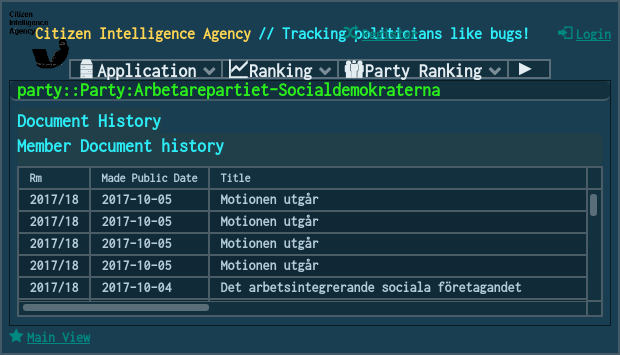 Citizen
Intelligence
Agency
Citizen Intelligence Agency // Tracking politicians like bugs!
Login
Application
Ranking
Party Ranking
party::Party:Arbetarepartiet-Socialdemokraterna
Document History
Member Document history
Rm Made Public Date Title
2017/18 2017-10-05 Motionen utgår
2017/18 2017-10-05 Motionen utgår
2017/18 2017-10-05 Motionen utgår
2017/18 2017-10-05 Motionen utgår
2017/18 2017-10-04 Det arbetsintegrerande sociala företagandet
Main View